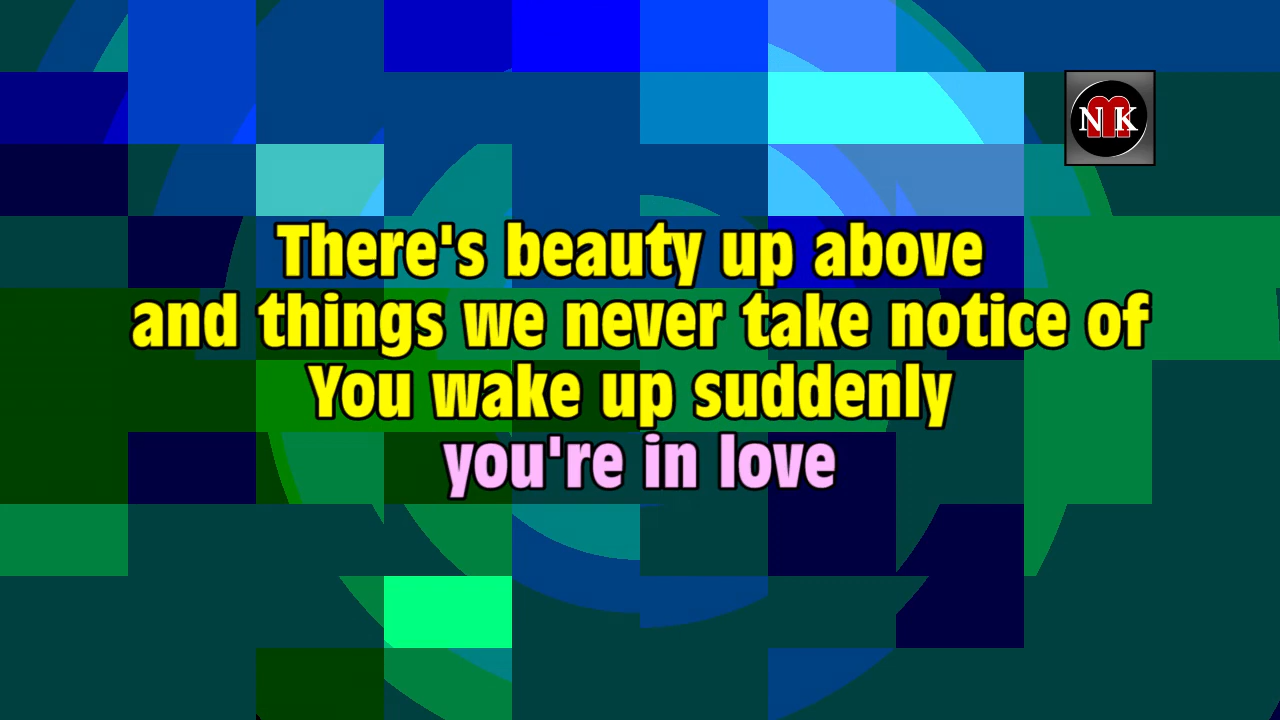 NMK
There's beauty up above
and things we never take notice of
You wake up suddenly
you're in love